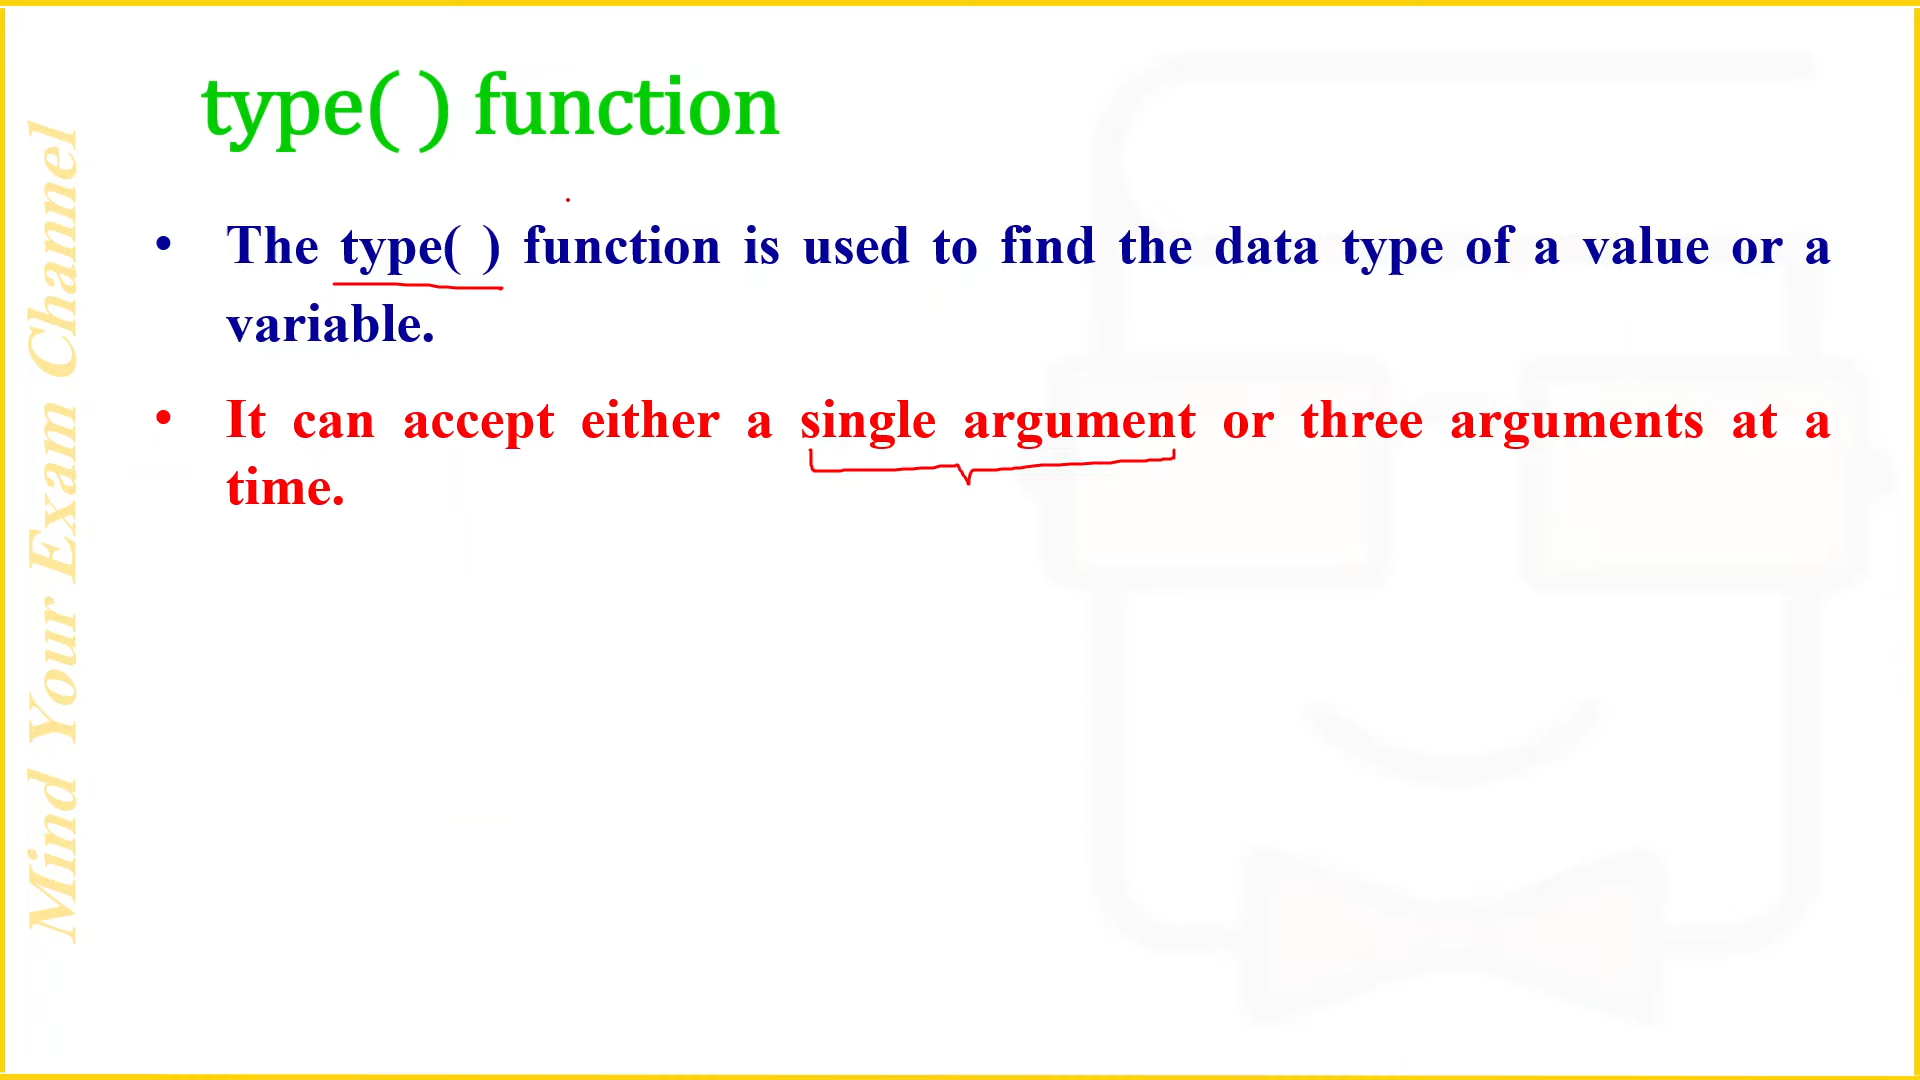 type( ) function
• The type( ) function is used to find the data type of a value or a
variable.
• It can accept either a single argument or three arguments at a
time.
Mind Your Exam Channel